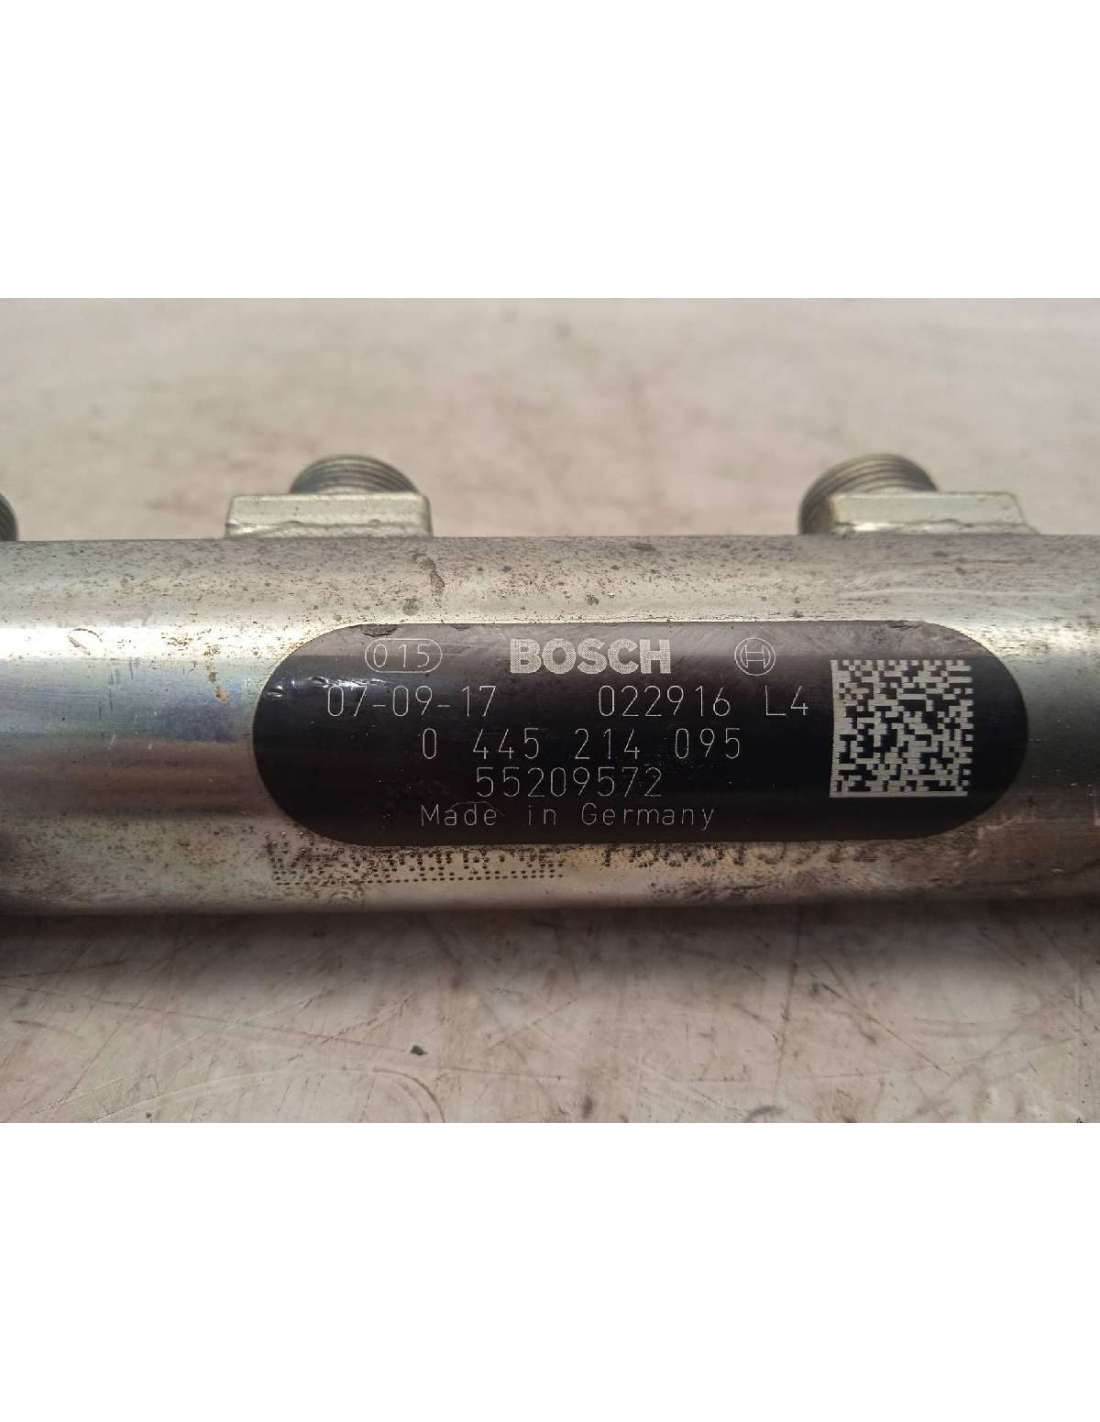 015 BOSCH
07-09-17 022916 L4
0 445 214 095
55209572
Made in Germany